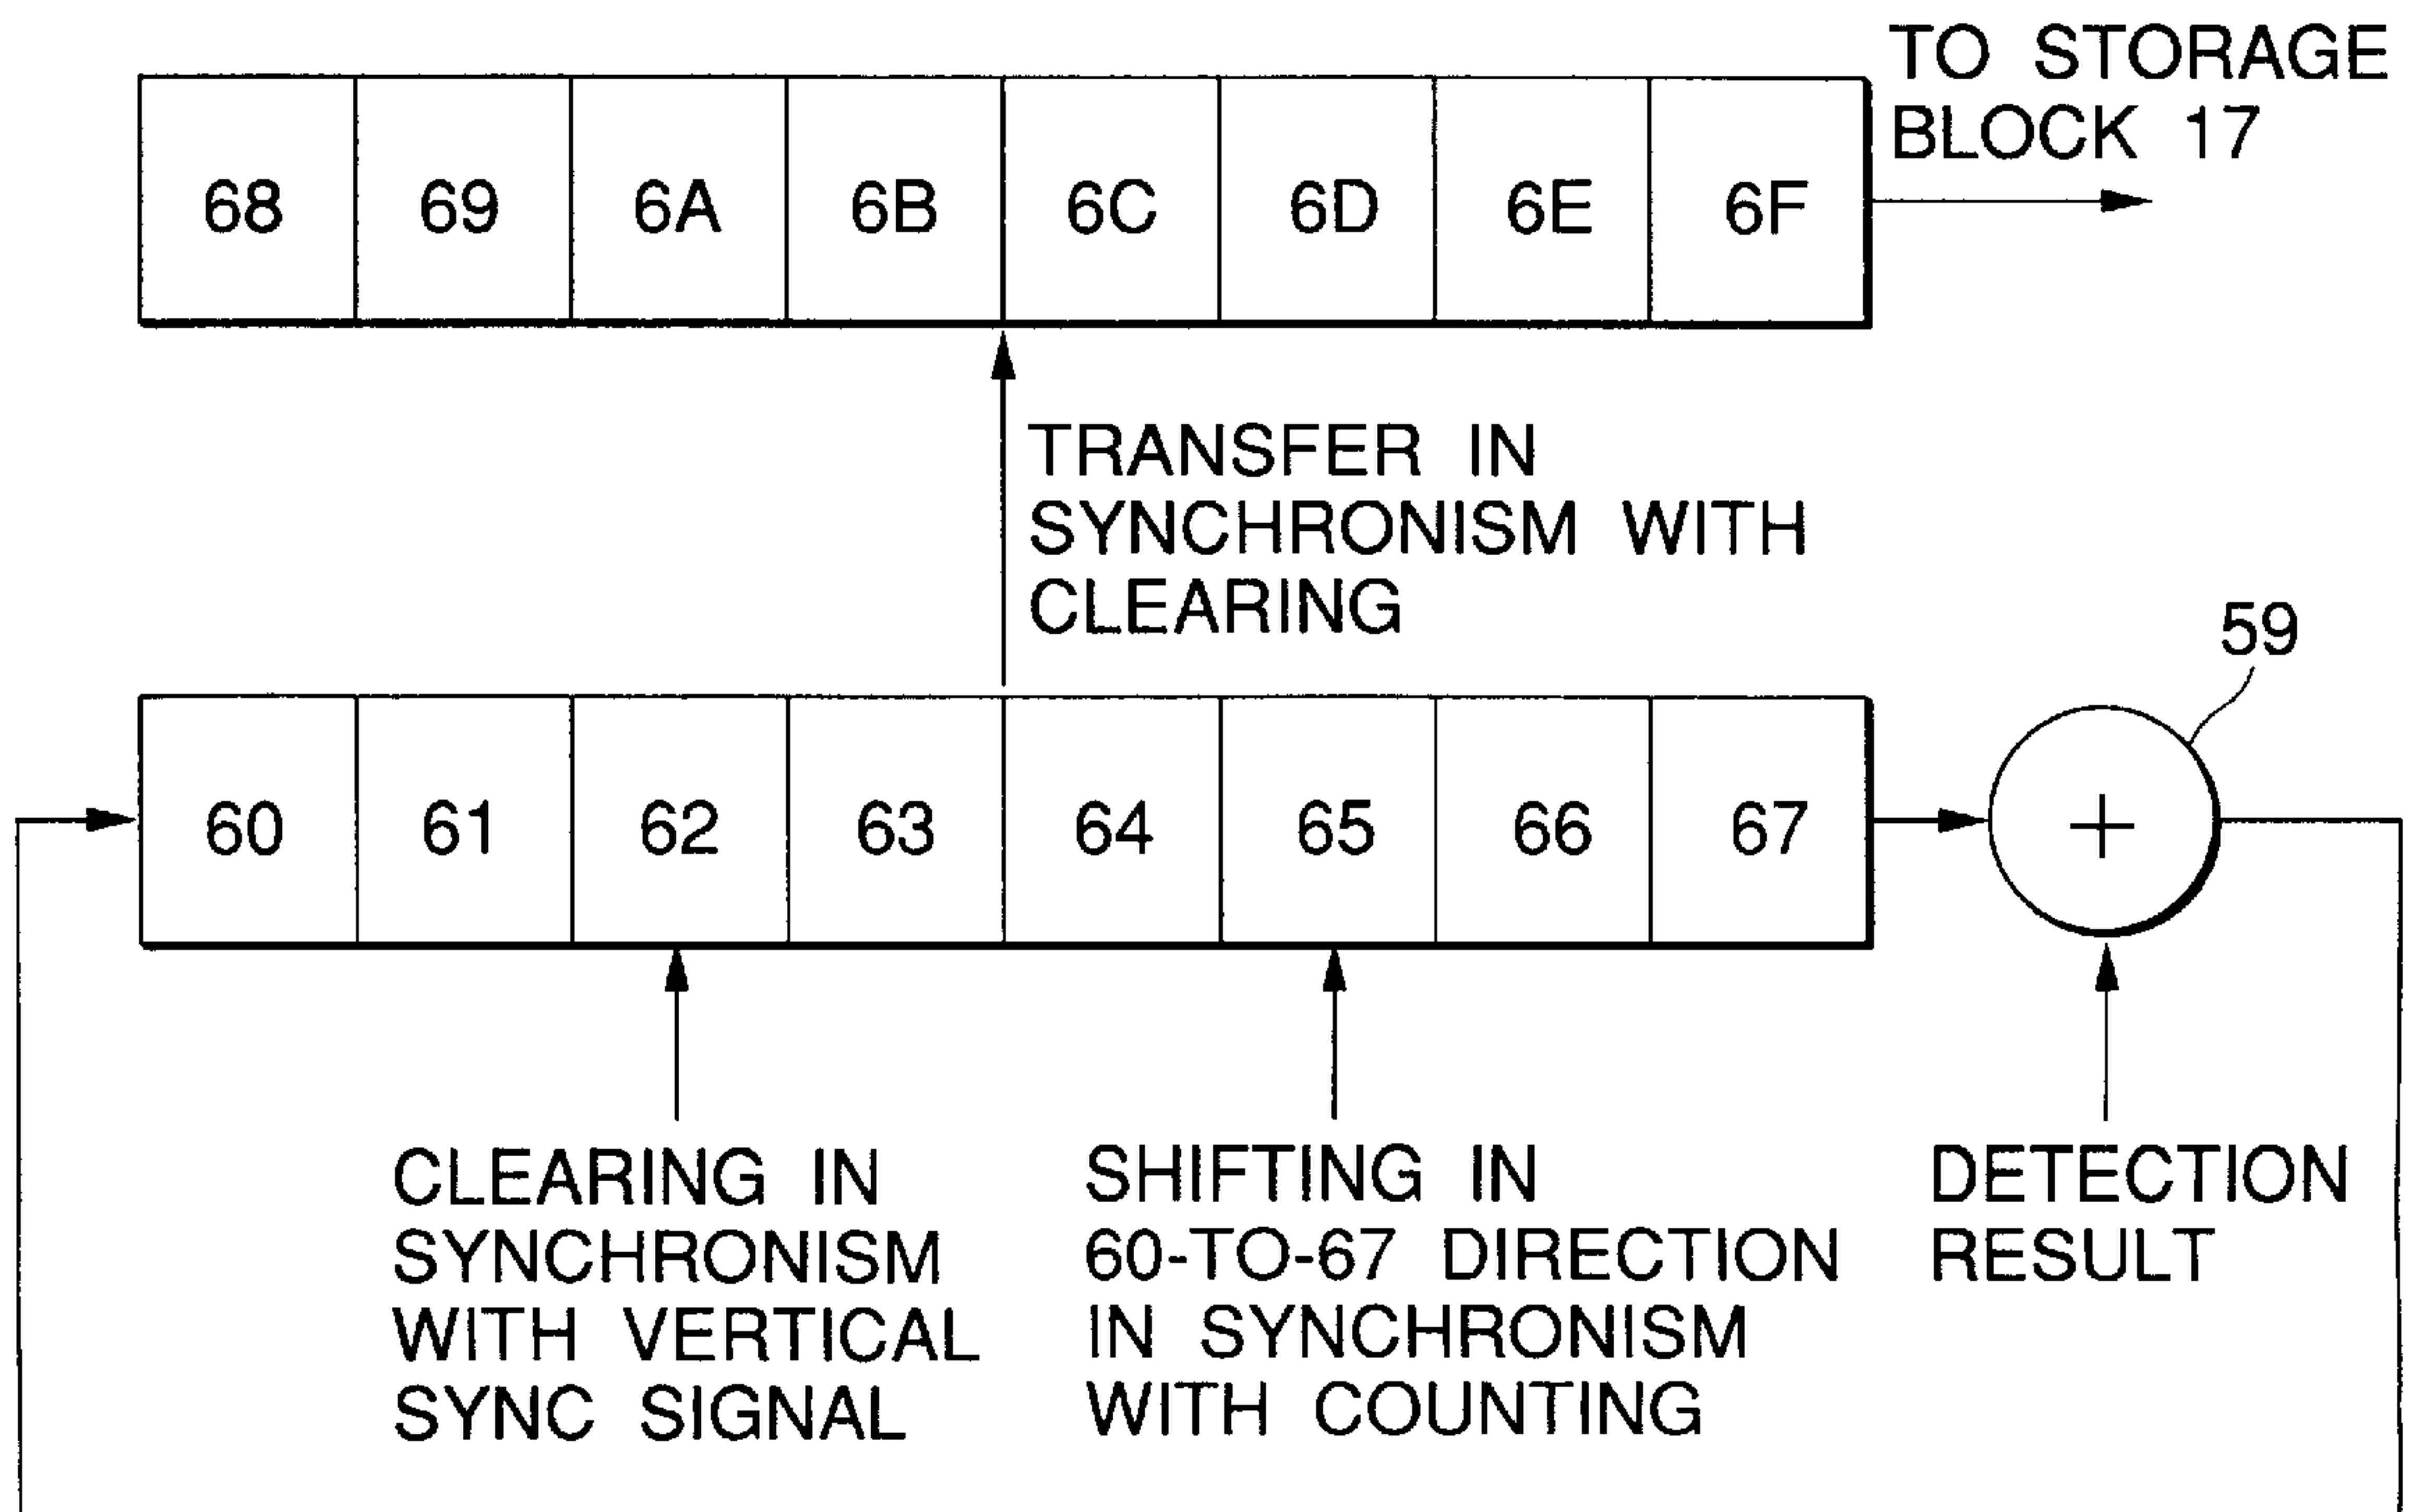 TO STORAGE
BLOCK 17
68 69 6A 6B 6C 6D 6E 6F
TRANSFER IN
SYNCHRONISM WITH
CLEARING
59
60 61 62 63 64 65 66 67 +
CLEARING IN
SYNCHRONISM
WITH VERTICAL
SYNC SIGNAL
SHIFTING IN
60-TO-67 DIRECTION
IN SYNCHRONISM
WITH COUNTING
DETECTION
RESULT